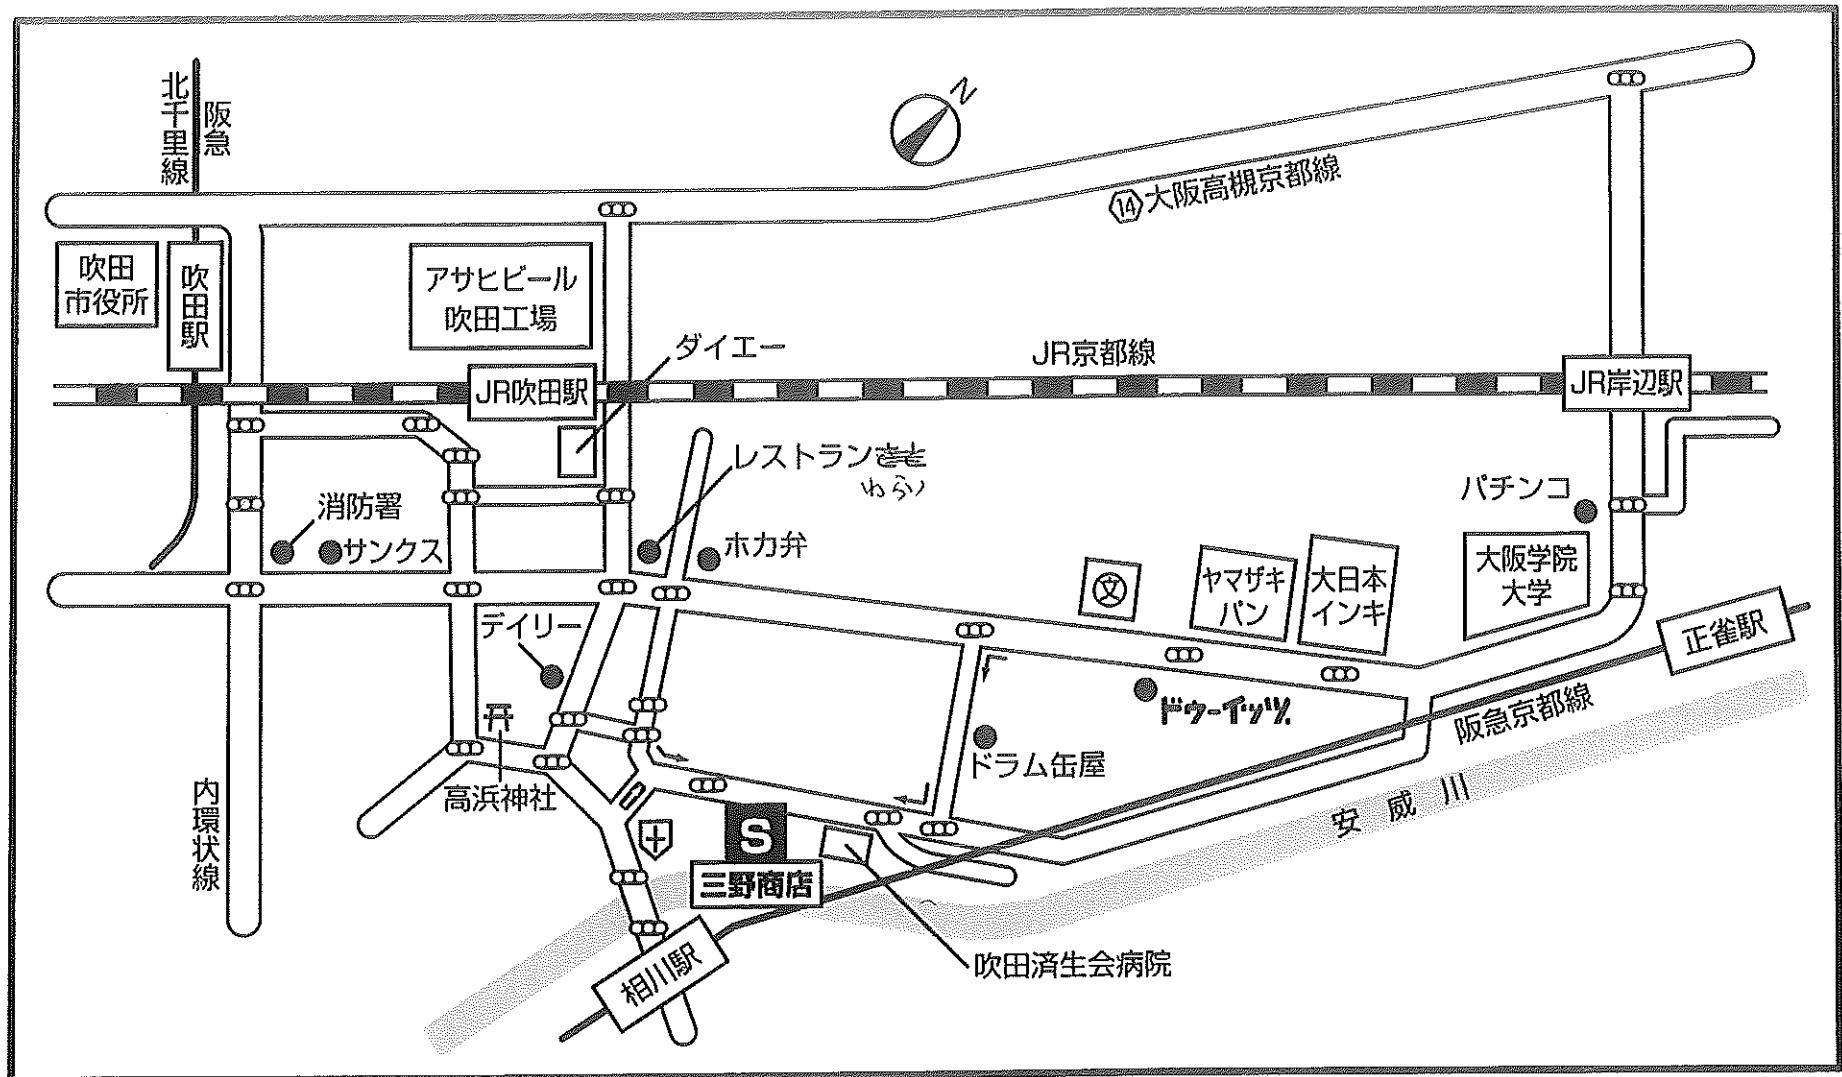 北千里線
阪急
N
⑭大阪高槻京都線
吹田
市役所
吹田駅
アサヒビール
吹田工場
ダイエー
JR京都線
JR吹田駅
JR岸辺駅
レストランさと
わふう
パチンコ
消防署
サンクス
ホカ弁
文
ヤマザキ
パン
大日本
インキ
大阪学院
大学
正雀駅
デイリー
ドゥーイッツ
阪急京都線
ドラム缶屋
高浜神社
内環状線
安威川
S
三野商店
相川駅
吹田済生会病院